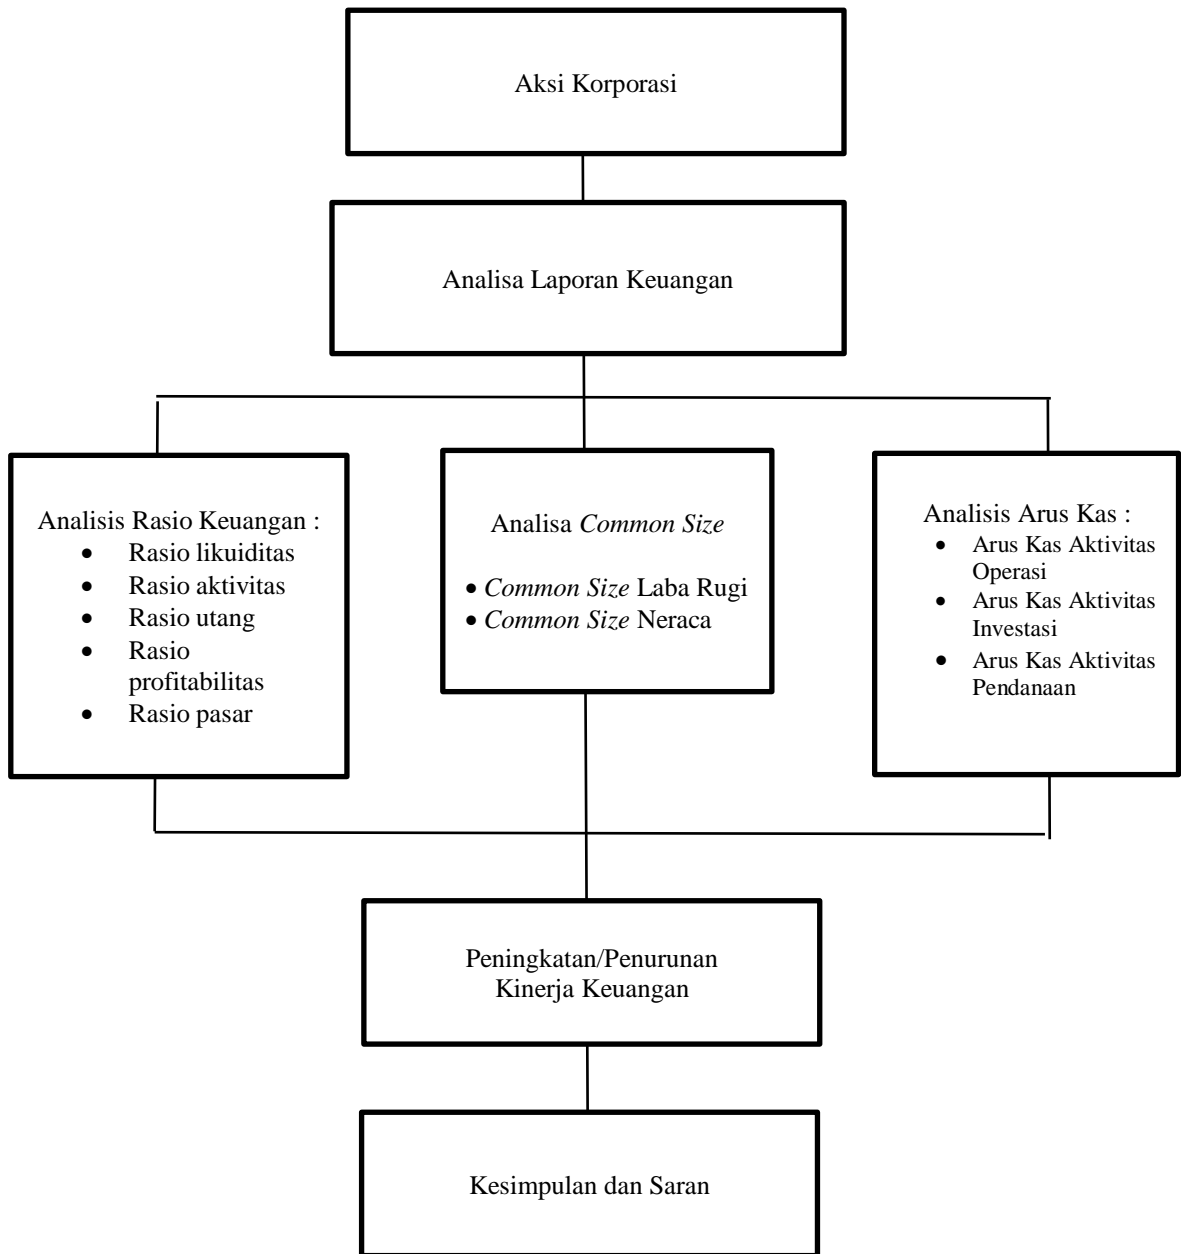 Aksi Korporasi
Analisa Laporan Keuangan
Analisis Rasio Keuangan :
• Rasio likuiditas
• Rasio aktivitas
• Rasio utang
• Rasio
profitabilitas
• Rasio pasar
Analisa Common Size
• Common Size Laba Rugi
• Common Size Neraca
Analisis Arus Kas :
• Arus Kas Aktivitas
Operasi
• Arus Kas Aktivitas
Investasi
• Arus Kas Aktivitas
Pendanaan
Peningkatan/Penurunan
Kinerja Keuangan
Kesimpulan dan Saran